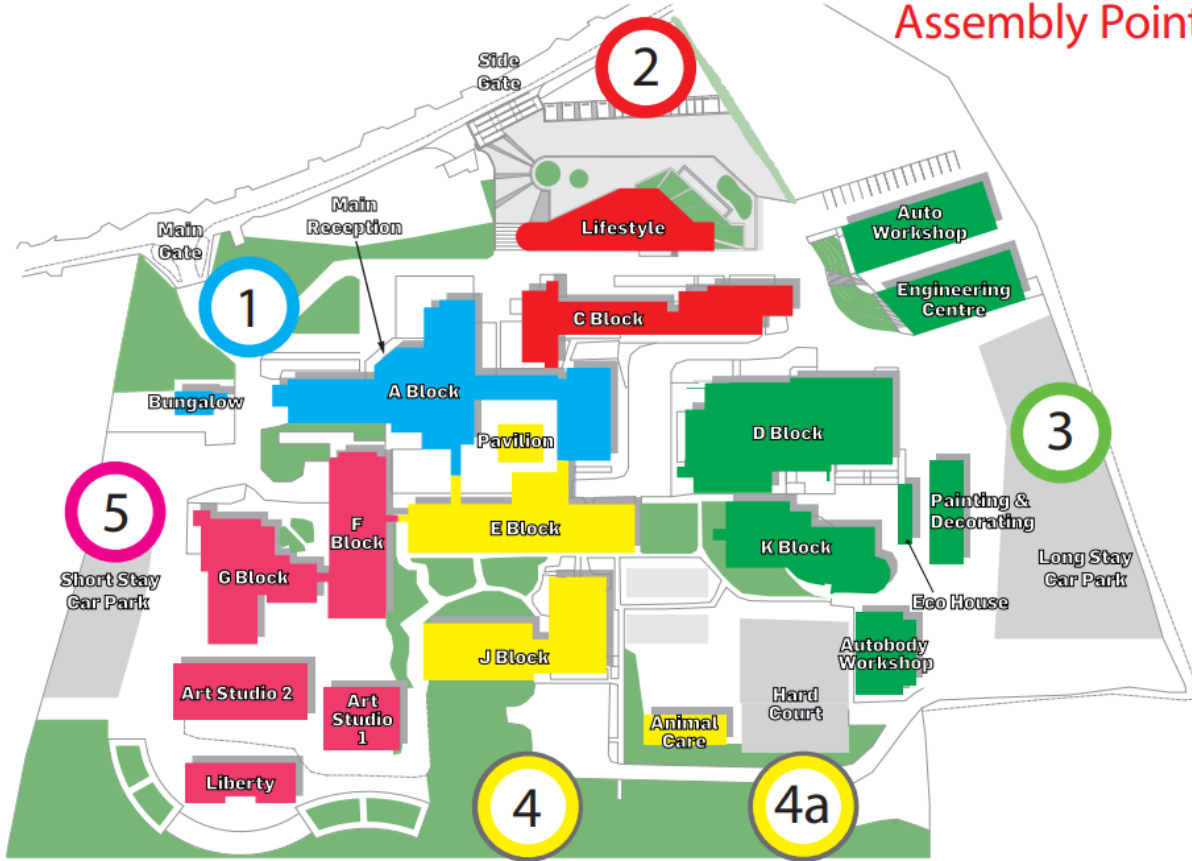 Assembly Point
Side
Gate
2
Main
Reception
Main
Gate
Lifestyle
Auto
Workshop
Engineering
Centre
1
C Block
Bungalow
A Block
Pavilion
D Block
3
5
F
Block
E Block
Painting &
Decorating
K Block
G Block
Short Stay
Car Park
Long Stay
Car Park
Eco House
J Block
Autobody
Workshop
Art Studio 2
Art
Studio
1
Hard
Court
Animal
Care
Liberty
4
4a